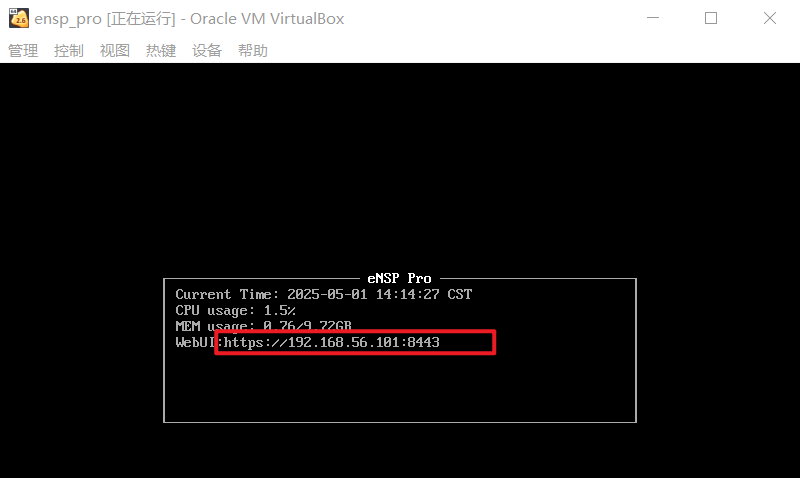 ensp_pro [正在运行] - Oracle VM VirtualBox
管理 控制 视图 热键 设备 帮助
eNSP Pro
Current Time: 2025-05-01 14:14:27 CST
CPU usage: 1.5%
MEM usage: 0.76/9.72GB
WebUI:https://192.168.56.101:8443